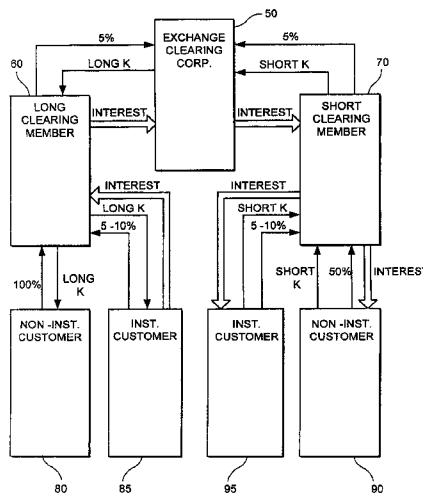 50
5%
EXCHANGE
CLEARING
CORP.
5%
60
LONG K
SHORT K
70
LONG
CLEARING
MEMBER
INTEREST
INTEREST
SHORT
CLEARING
MEMBER
INTEREST
LONG K
5 -10%
INTEREST
SHORT K
5 -10%
100%
LONG
K
SHORT
K
50%
INTEREST
NON -INST.
CUSTOMER
INST.
CUSTOMER
INST.
CUSTOMER
NON -INST.
CUSTOMER
80
85
95
90